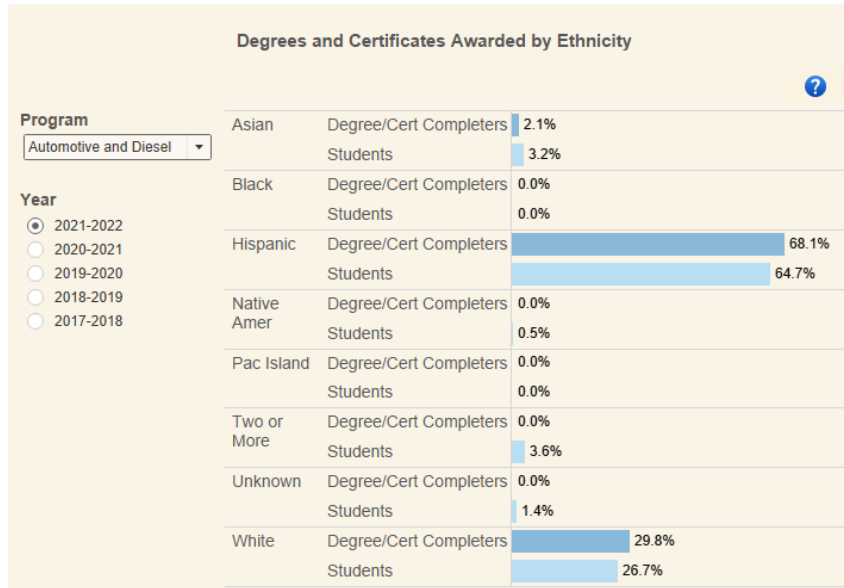 Degrees and Certificates Awarded by Ethnicity
?
Program
Automotive and Diesel
Year
2021-2022
2020-2021
2019-2020
2018-2019
2017-2018
Asian Degree/Cert Completers 2.1%
Students 3.2%
Black Degree/Cert Completers 0.0%
Students 0.0%
Hispanic Degree/Cert Completers 68.1%
Students 64.7%
Native Degree/Cert Completers 0.0%
Amer Students 0.5%
Pac Island Degree/Cert Completers 0.0%
Students 0.0%
Two or Degree/Cert Completers 0.0%
More Students 3.6%
Unknown Degree/Cert Completers 0.0%
Students 1.4%
White Degree/Cert Completers 29.8%
Students 26.7%